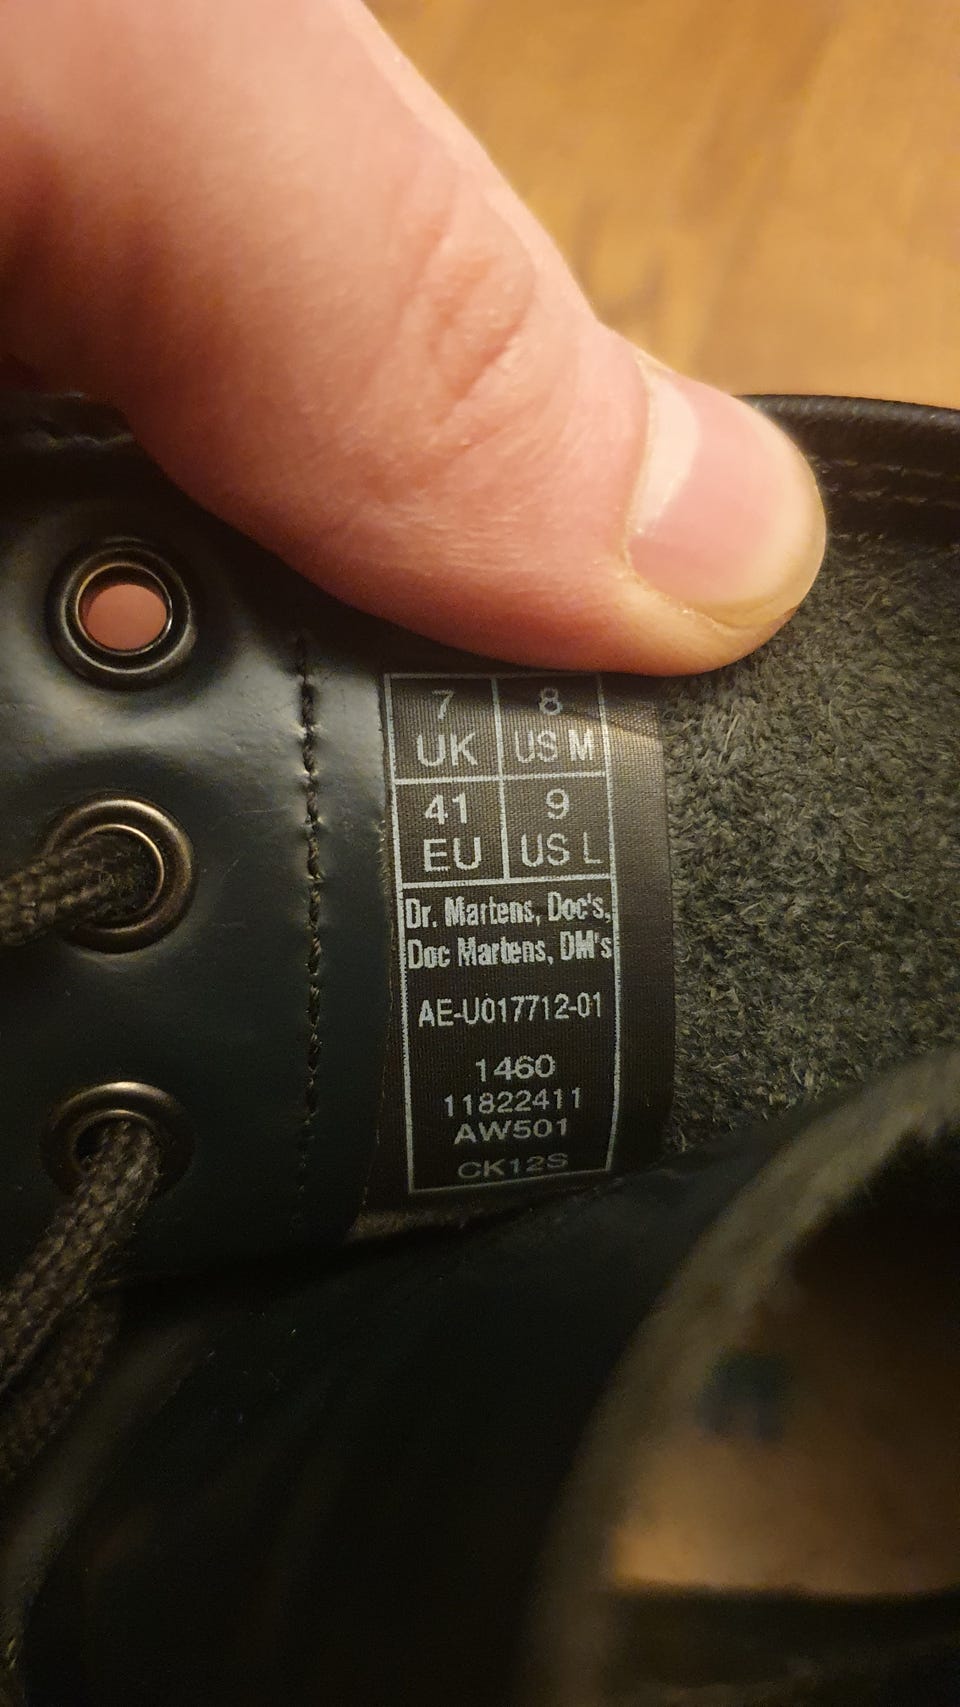 7 8
UK US M
41 9
EU US L
Dr. Martens, Doc's,
Doc Martens, DM's
AE-U017712-01
1460
11822411
AW501
CK12S